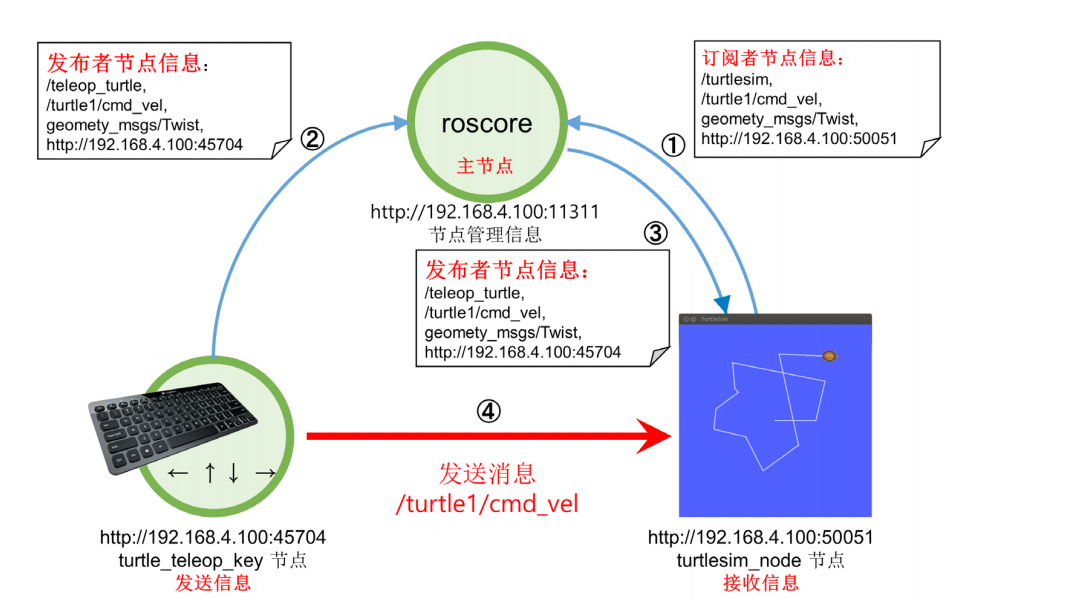 发布者节点信息:
/teleop_turtle,
/turtle1/cmd_vel,
geomety_msgs/Twist,
http://192.168.4.100:45704
②
roscore
主节点
http://192.168.4.100:11311
节点管理信息
①
订阅者节点信息:
/turtlesim,
/turtle1/cmd_vel,
geomety_msgs/Twist,
http://192.168.4.100:50051
③
发布者节点信息:
/teleop_turtle,
/turtle1/cmd_vel,
geomety_msgs/Twist,
http://192.168.4.100:45704
TurtleSim
← ↑ ↓ →
④
发送消息
/turtle1/cmd_vel
http://192.168.4.100:45704
turtle_teleop_key 节点
发送信息
http://192.168.4.100:50051
turtlesim_node 节点
接收信息